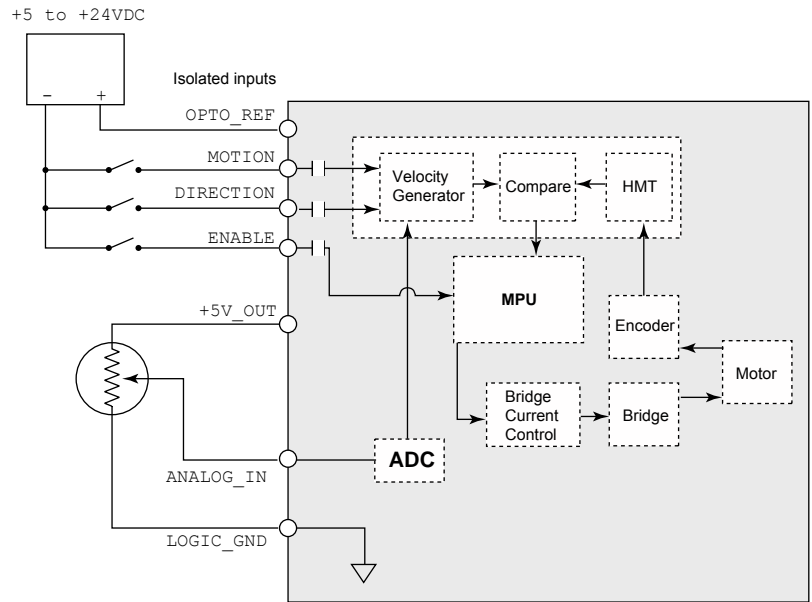 +5 to +24VDC
− +
Isolated inputs
OPTO_REF
MOTION
DIRECTION
ENABLE
+5V_OUT
ANALOG_IN
LOGIC_GND
Velocity
Generator
Compare
HMT
MPU
Encoder
Motor
Bridge
Current
Control
Bridge
ADC